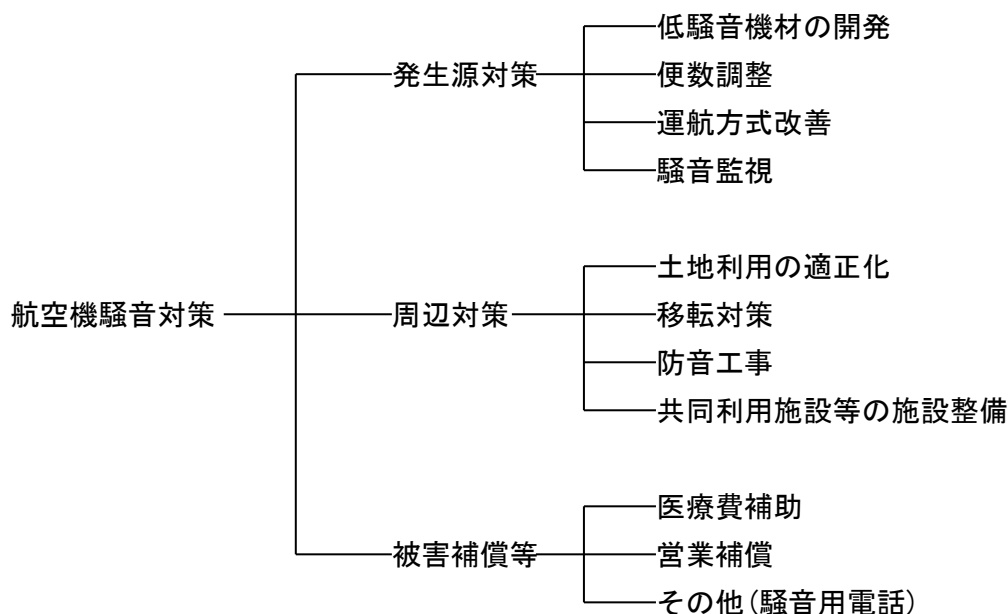 航空機騒音対策
発生源対策
低騒音機材の開発
便数調整
運航方式改善
騒音監視
周辺対策
土地利用の適正化
移転対策
防音工事
共同利用施設等の施設整備
被害補償等
医療費補助
営業補償
その他（騒音用電話）